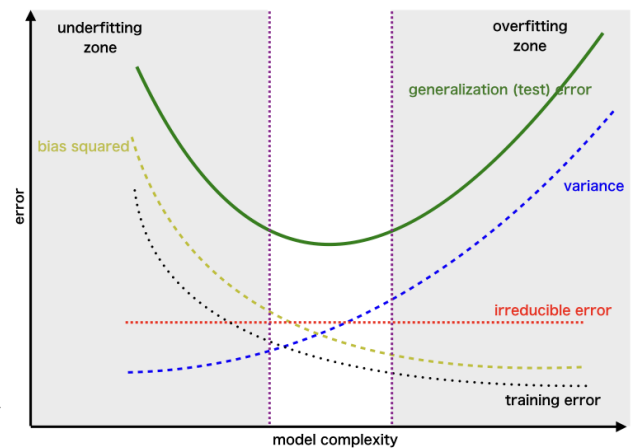 underfitting
zone
overfitting
zone
generalization (test) error
bias squared
variance
irreducible error
training error
error
model complexity